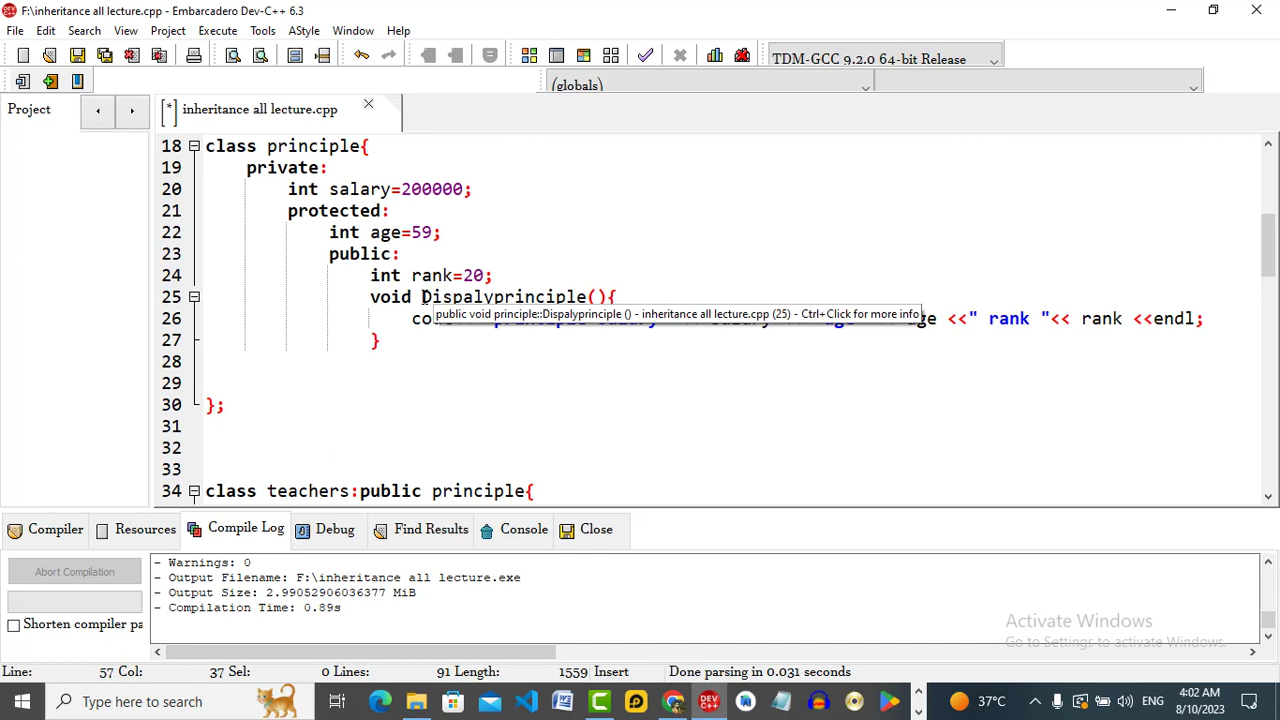 F:\inheritance all lecture.cpp - Embarcadero Dev-C++ 6.3
File Edit Search View Project Execute Tools AStyle Window Help
TDM-GCC 9.2.0 64-bit Release
(globals)
Project
[*] inheritance all lecture.cpp
18 class principle{
19 private:
20 int salary=200000;
21 protected:
22 int age=59;
23 public:
24 int rank=20;
25 void Dispalyprinciple(){
public void principle::Dispalyprinciple () - inheritance all lecture.cpp (25) - Ctrl+Click for more info
26 <<" rank "<< rank <<endl;
27 }
28
29
30 };
31
32
33
34 class teachers:public principle{
Compiler Resources Compile Log Debug Find Results Console Close
Abort Compilation
Shorten compiler pa
- Warnings: 0
- Output Filename: F:\inheritance all lecture.exe
- Output Size: 2.99052906036377 MiB
- Compilation Time: 0.89s
Activate Windows
Go to Settings to activate Windows.
Line: 57 Col: 37 Sel: 0 Lines: 91 Length: 1559 Insert Done parsing in 0.031 seconds
Type here to search
37°C
ENG
4:02 AM
8/10/2023